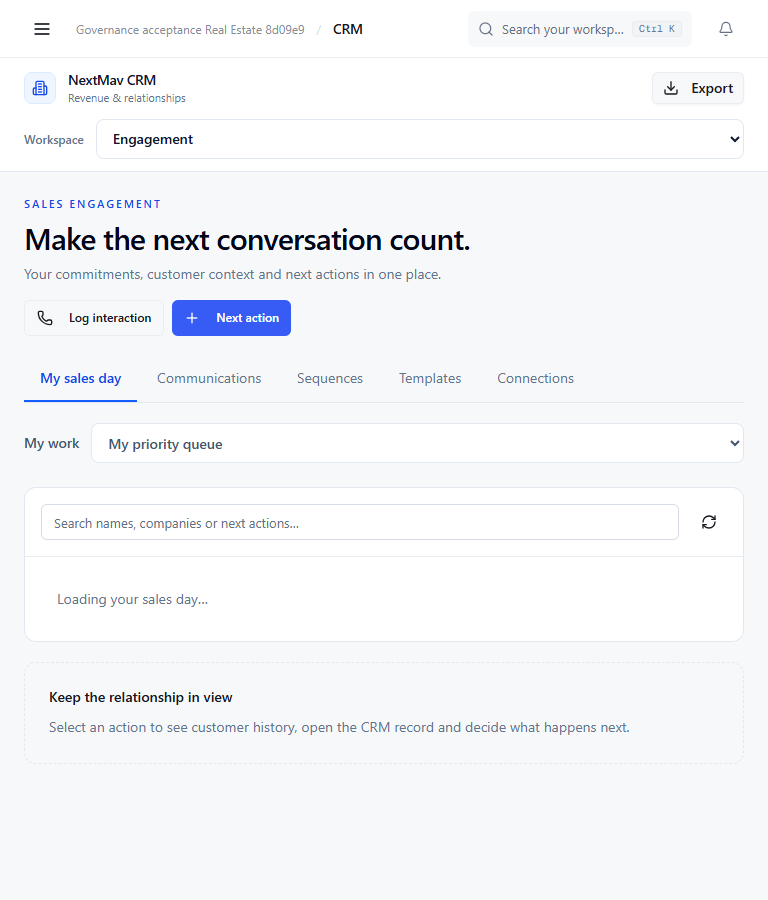 Governance acceptance Real Estate 8d09e9 / CRM
Search your worksp... Ctrl K
NextMav CRM
Revenue & relationships
Export
Workspace
Engagement
SALES ENGAGEMENT
Make the next conversation count.
Your commitments, customer context and next actions in one place.
Log interaction
Next action
My sales day
Communications
Sequences
Templates
Connections
My work
My priority queue
Search names, companies or next actions...
Loading your sales day...
Keep the relationship in view
Select an action to see customer history, open the CRM record and decide what happens next.